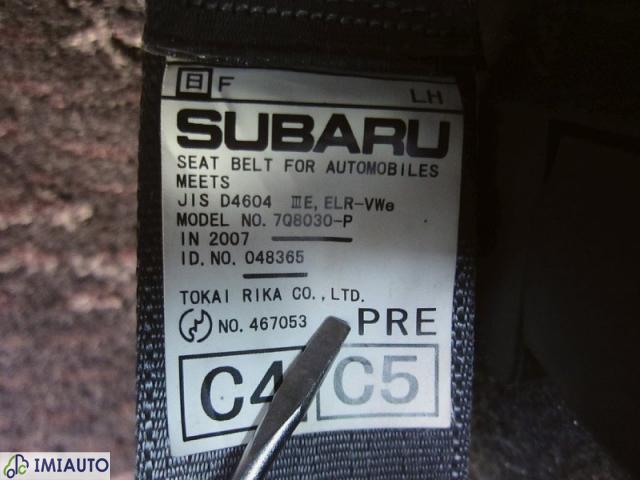 日 F
LH
SUBARU
SEAT BELT FOR AUTOMOBILES
MEETS
JIS D4604 ⅢE, ELR-VWe
MODEL NO. 7Q8030-P
IN 2007
ID. NO. 048365
TOKAI RIKA CO., LTD.
NO. 467053 PRE
C4 C5
IMIAUTO